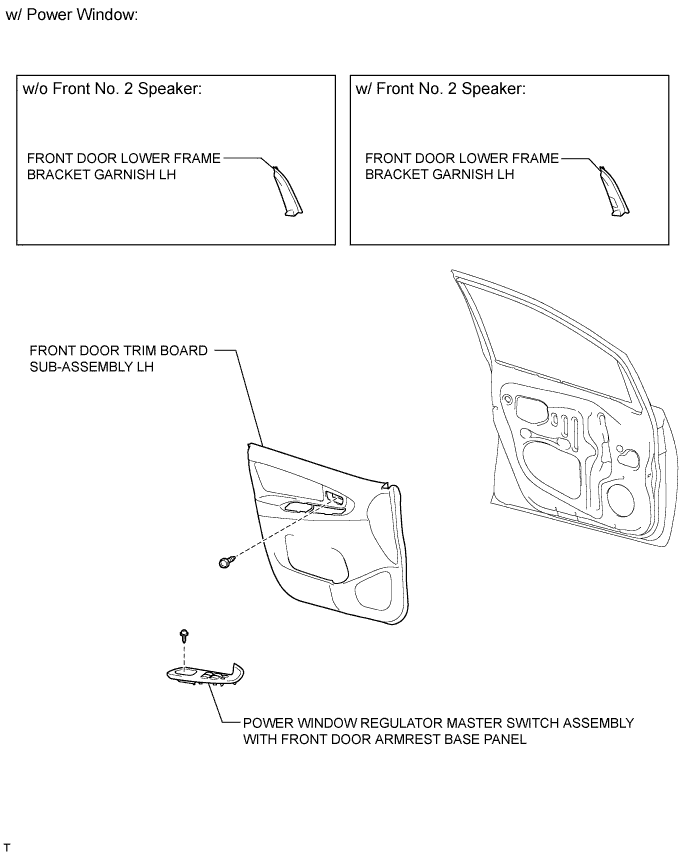 w/ Power Window:
w/o Front No. 2 Speaker:
FRONT DOOR LOWER FRAME
BRACKET GARNISH LH
w/ Front No. 2 Speaker:
FRONT DOOR LOWER FRAME
BRACKET GARNISH LH
FRONT DOOR TRIM BOARD
SUB-ASSEMBLY LH
POWER WINDOW REGULATOR MASTER SWITCH ASSEMBLY
WITH FRONT DOOR ARMREST BASE PANEL
T